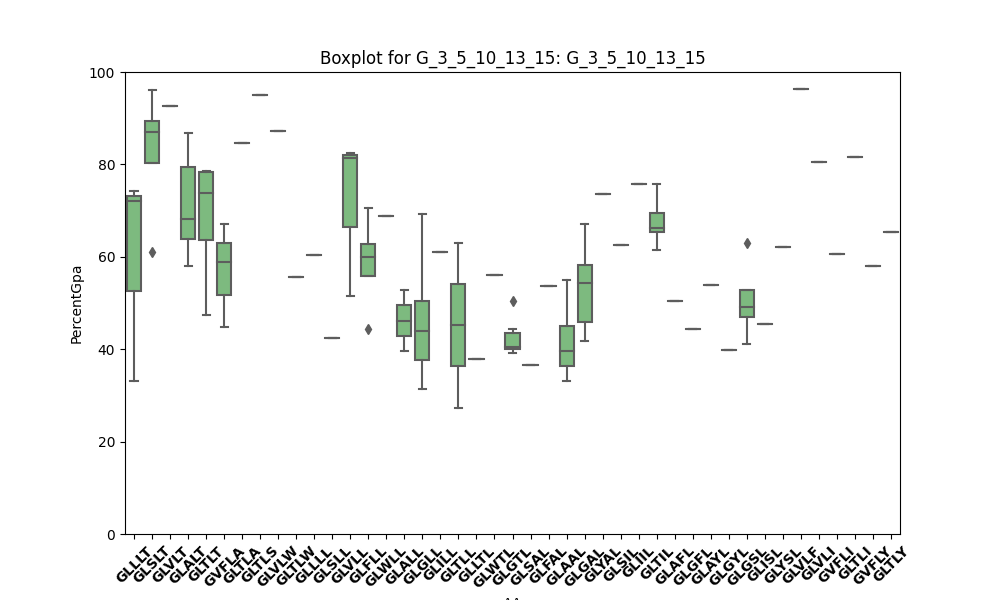 Boxplot for G_3_5_10_13_15: G_3_5_10_13_15
PercentGpa
100
80
60
40
20
0
GLLLT GLSLT GLVLT GLALT GLTLT GVFLA GLTLA GLTLS GLVLW GLTLW GLLLL GLSLL GLVLL GLFLL GLWLL GLALL GLGLL GLILL GLTLL GLLTL GLWTL GLGTL GLSAL GLFAL GLAAL GLGAL GLYAL GLSIL GLIIL GLTIL GLAFL GLGFL GLAYL GLGYL GLGSL GLISL GLYSL GLVLF GLVLI GVFLI GLTLI GVFLY GLTLY